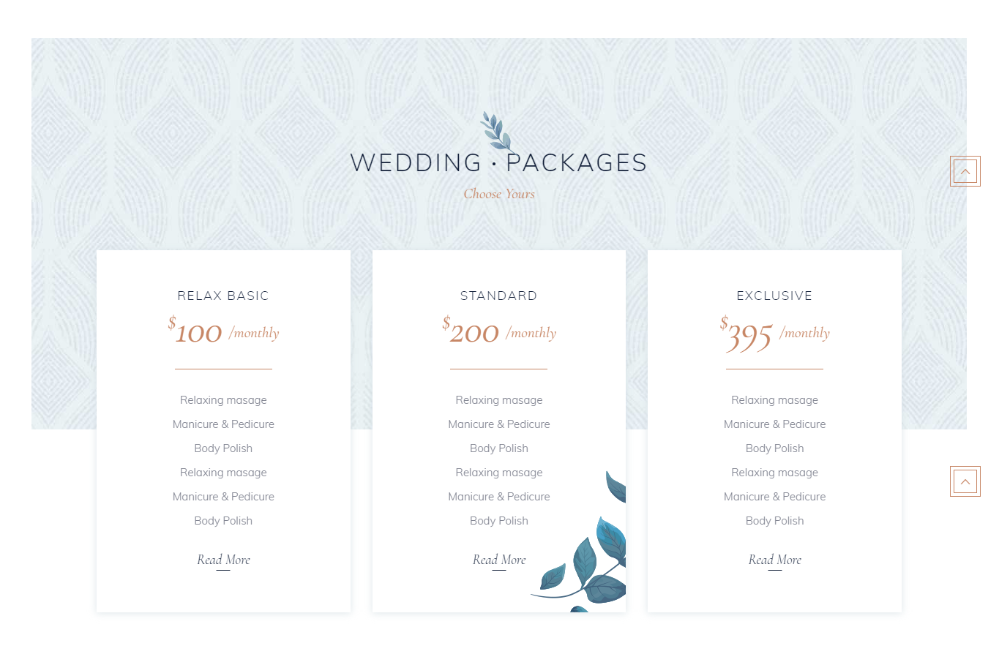 WEDDING · PACKAGES
Choose Yours
RELAX BASIC
$100 /monthly
Relaxing masage
Manicure & Pedicure
Body Polish
Relaxing masage
Manicure & Pedicure
Body Polish
Read More
STANDARD
$200 /monthly
Relaxing masage
Manicure & Pedicure
Body Polish
Relaxing masage
Manicure & Pedicure
Body Polish
Read More
EXCLUSIVE
$395 /monthly
Relaxing masage
Manicure & Pedicure
Body Polish
Relaxing masage
Manicure & Pedicure
Body Polish
Read More